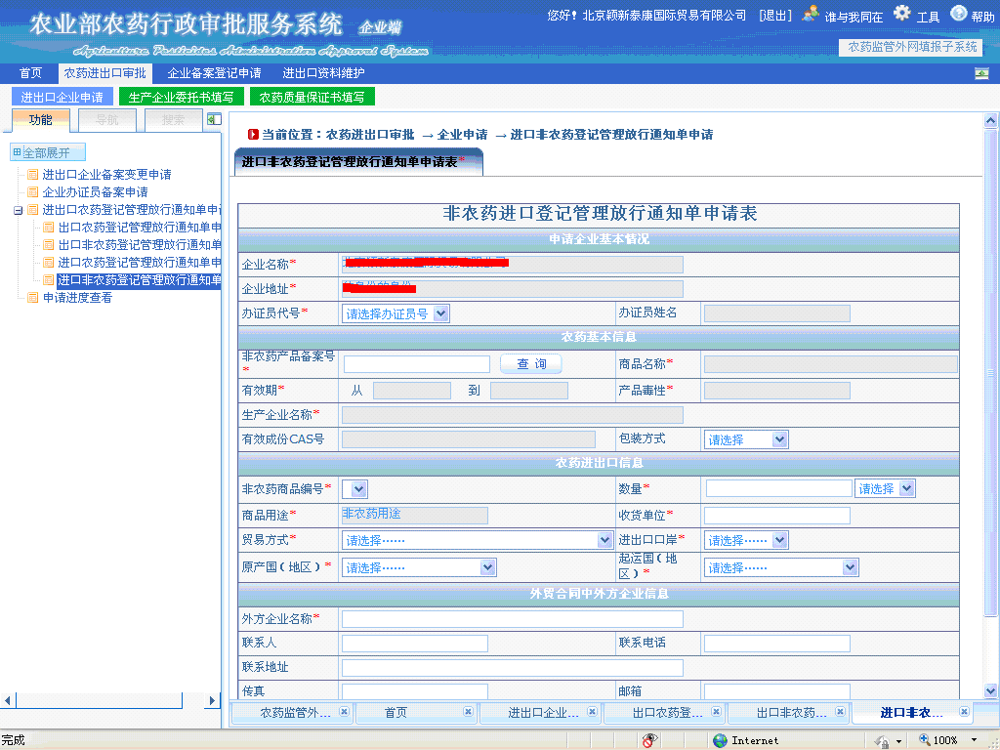 农业部农药行政审批服务系统 企业端
Agriculture Pesticides Administration Approval System
您好! 北京颖新泰康国际贸易有限公司 [退出] 谁与我同在 工具 帮助
农药监管外网填报子系统
首页 农药进出口审批 企业备案登记申请 进出口资料维护
进出口企业申请 生产企业委托书填写 农药质量保证书填写
功能 导航 搜索
全部展开
进出口企业备案变更申请
企业办证员备案申请
进出口农药登记管理放行通知单申
出口农药登记管理放行通知单申
出口非农药登记管理放行通知单
进口农药登记管理放行通知单申
进口非农药登记管理放行通知单
申请进度查看
当前位置：农药进出口审批 →企业申请 →进口非农药登记管理放行通知单申请
进口非农药登记管理放行通知单申请表*
非农药进口登记管理放行通知单申请表
申请企业基本情况
企业名称*
企业地址*
办证员代号* 请选择办证员号 办证员姓名
农药基本信息
非农药产品备案号* 查 询 商品名称*
有效期* 从 到 产品毒性*
生产企业名称*
有效成份CAS号 包装方式 请选择
农药进出口信息
非农药商品编号* 数量* 请选择
商品用途* 非农药用途 收货单位*
贸易方式* 请选择…… 进出口口岸* 请选择……
原产国(地区)* 请选择…… 起运国(地区)* 请选择……
外贸合同中外方企业信息
外方企业名称*
联系人 联系电话
联系地址
传真 邮箱
农药监管外... 首页 进出口企业... 出口农药登... 出口非农药... 进口非农...
完成 Internet 100%